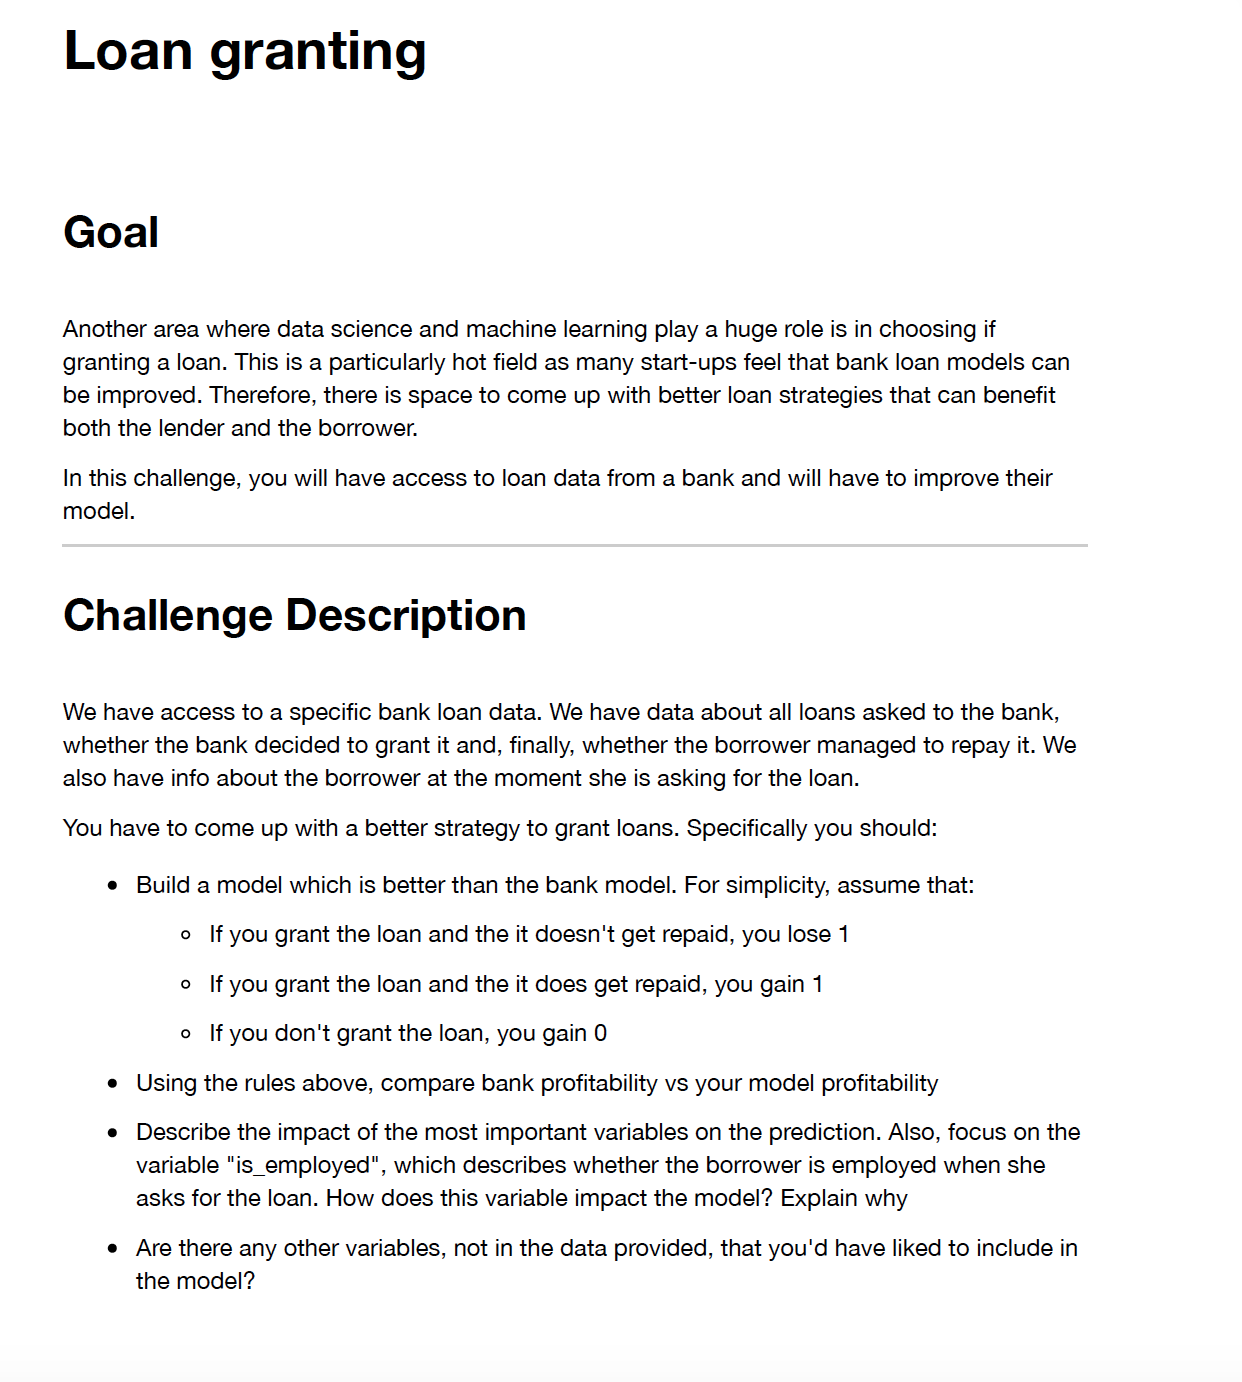 Loan granting
Goal
Another area where data science and machine learning play a huge role is in choosing if
granting a loan. This is a particularly hot field as many start-ups feel that bank loan models can
be improved. Therefore, there is space to come up with better loan strategies that can benefit
both the lender and the borrower.
In this challenge, you will have access to loan data from a bank and will have to improve their
model.
Challenge Description
We have access to a specific bank loan data. We have data about all loans asked to the bank,
whether the bank decided to grant it and, finally, whether the borrower managed to repay it. We
also have info about the borrower at the moment she is asking for the loan.
You have to come up with a better strategy to grant loans. Specifically you should:
Build a model which is better than the bank model. For simplicity, assume that:
If you grant the loan and the it doesn't get repaid, you lose 1
If you grant the loan and the it does get repaid, you gain 1
If you don't grant the loan, you gain 0
Using the rules above, compare bank profitability vs your model profitability
Describe the impact of the most important variables on the prediction. Also, focus on the
variable "is_employed", which describes whether the borrower is employed when she
asks for the loan. How does this variable impact the model? Explain why
Are there any other variables, not in the data provided, that you'd have liked to include in
the model?